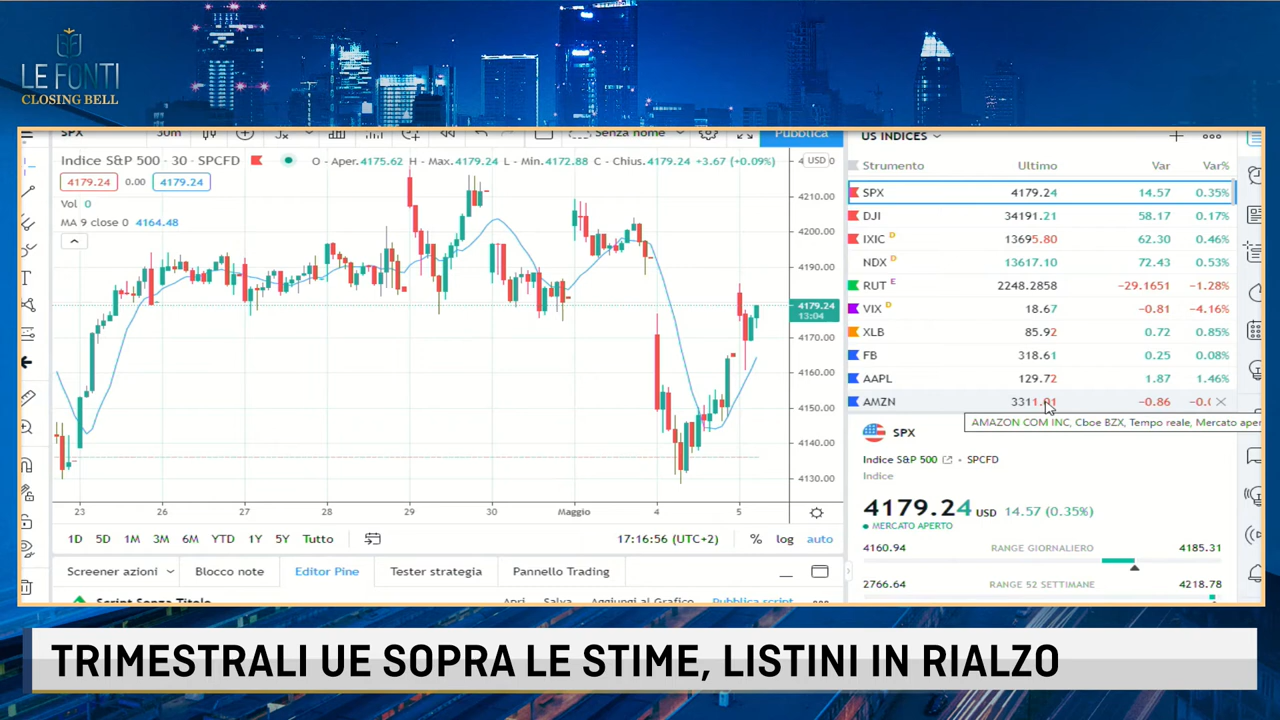 LE FONTI
CLOSING BELL
SPX 30m Senza nome Pubblica
Indice S&P 500 · 30 · SPCFD O - Aper.4175.62 H - Max.4179.24 L - Min.4172.88 C - Chius.4179.24 +3.67 (+0.09%) USD
4179.24 0.00 4179.24
Vol 0
MA 9 close 0 4164.48
4210.00
4200.00
4190.00
4179.24
13:04
4170.00
4160.00
4150.00
4140.00
4130.00
23 26 27 28 29 30 Maggio 4 5
1D 5D 1M 3M 6M YTD 1Y 5Y Tutto 17:16:56 (UTC+2) % log auto
Screener azioni Blocco note Editor Pine Tester strategia Pannello Trading
Script Senza Titolo Apri Salva Aggiungi al Grafico Pubblica script
US INDICES
Strumento Ultimo Var Var%
SPX 4179.24 14.57 0.35%
DJI 34191.21 58.17 0.17%
IXIC D 13695.80 62.30 0.46%
NDX D 13617.10 72.43 0.53%
RUT E 2248.2858 −29.1651 −1.28%
VIX D 18.67 −0.81 −4.16%
XLB 85.92 0.72 0.85%
FB 318.61 0.25 0.08%
AAPL 129.72 1.87 1.46%
AMZN −0.86
AMAZON COM INC, Cboe BZX, Tempo reale, Mercato aper
SPX
Indice S&P 500 • SPCFD
Indice
4179.24 USD 14.57 (0.35%)
MERCATO APERTO
4160.94 RANGE GIORNALIERO 4185.31
2766.64 RANGE 52 SETTIMANE 4218.78
TRIMESTRALI UE SOPRA LE STIME, LISTINI IN RIALZO